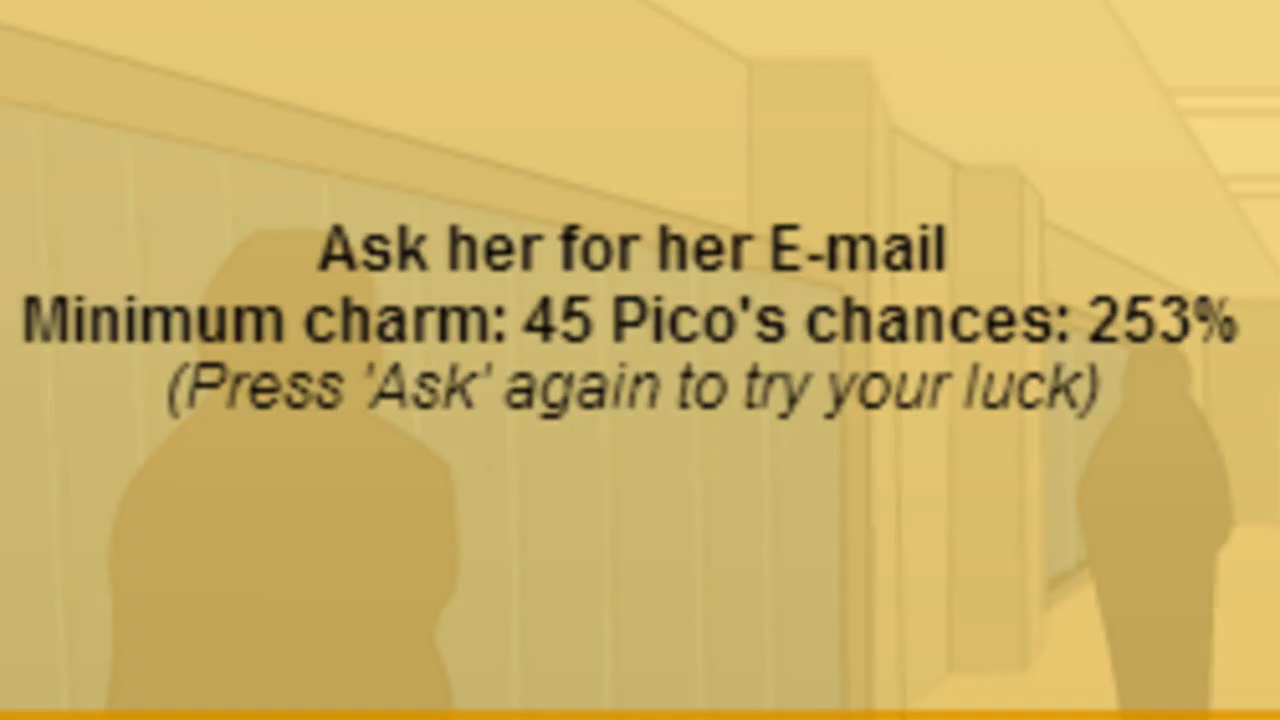 Ask her for her E-mail
Minimum charm: 45 Pico's chances: 253%
(Press 'Ask' again to try your luck)